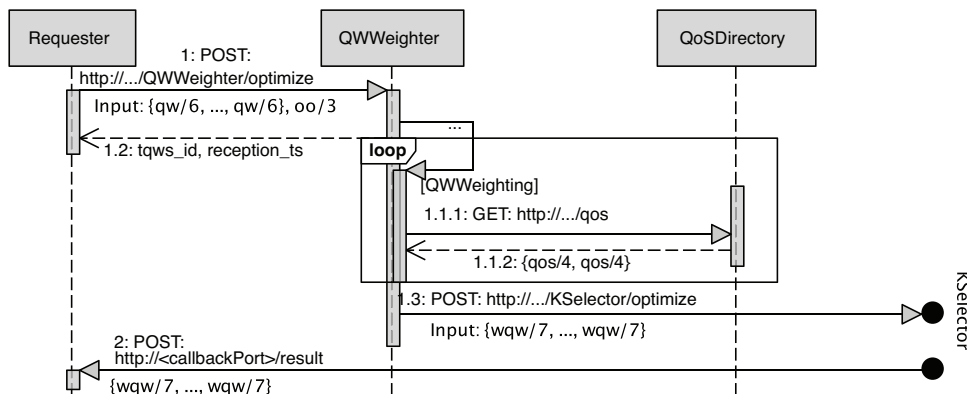 Requester
QWWeighter
QoSDirectory
1: POST:
http://.../QWWeighter/optimize
Input: {qw/6, ..., qw/6}, oo/3
...
1.2: tqws_id, reception_ts
loop
[QWWeighting]
1.1.1: GET: http://.../qos
1.1.2: {qos/4, qos/4}
1.3: POST: http://.../KSelector/optimize
Input: {wqw/7, ..., wqw/7}
KSelector
2: POST:
http://<callbackPort>/result
{wqw/7, ..., wqw/7}